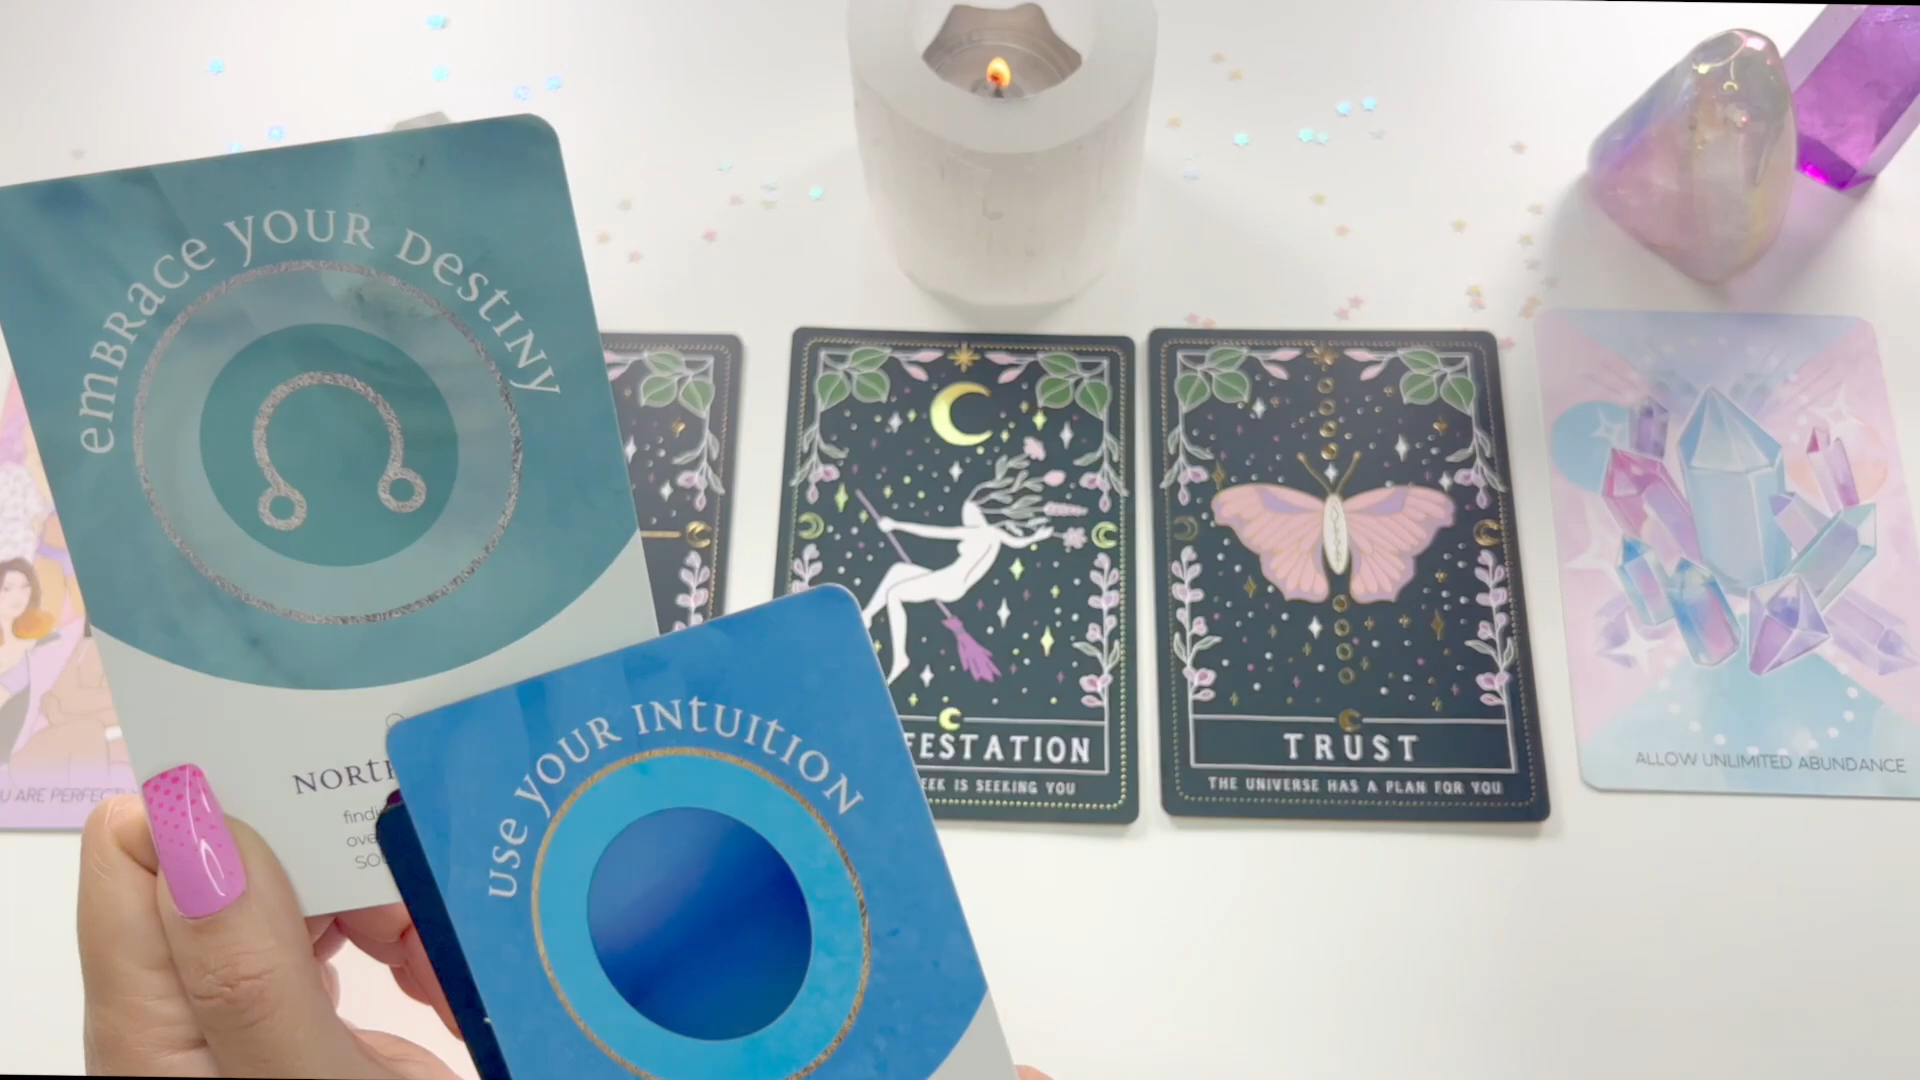 emBRace yOUR DestINy
NORth
U ARE PERFECTLY
use yOUR INtUItION
FESTATION
EEK IS SEEKING YOU
TRUST
THE UNIVERSE HAS A PLAN FOR YOU
ALLOW UNLIMITED ABUNDANCE